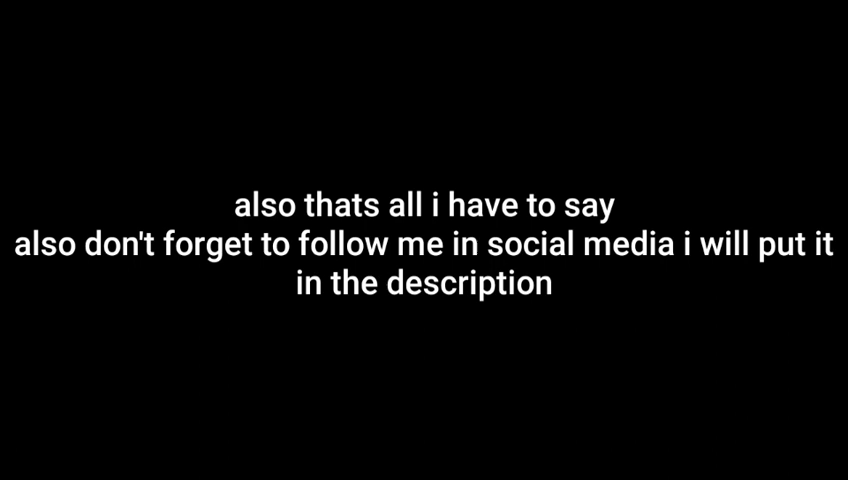 also thats all i have to say
also don't forget to follow me in social media i will put it
in the description